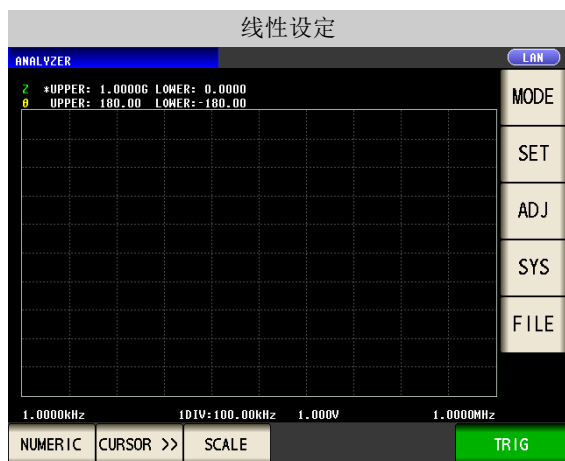 线性设定
ANALYZER LAN
Z *UPPER: 1.0000G LOWER: 0.0000
θ UPPER: 180.00 LOWER:-180.00
MODE
SET
ADJ
SYS
FILE
1.0000kHz 1DIV:100.00kHz 1.000V 1.0000MHz
NUMERIC CURSOR >> SCALE TRIG